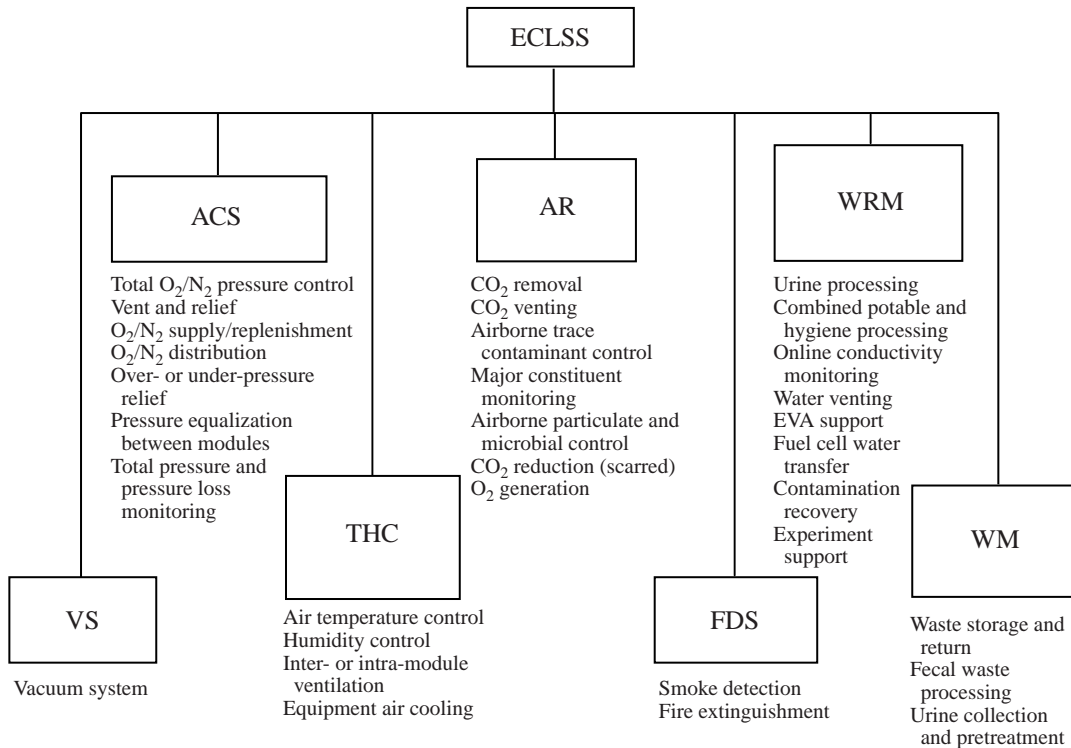 ECLSS
ACS
Total O₂/N₂ pressure control
Vent and relief
O₂/N₂ supply/replenishment
O₂/N₂ distribution
Over- or under-pressure
relief
Pressure equalization
between modules
Total pressure and
pressure loss
monitoring
AR
CO₂ removal
CO₂ venting
Airborne trace
contaminant control
Major constituent
monitoring
Airborne particulate and
microbial control
CO₂ reduction (scarred)
O₂ generation
WRM
Urine processing
Combined potable and
hygiene processing
Online conductivity
monitoring
Water venting
EVA support
Fuel cell water
transfer
Contamination
recovery
Experiment
support
VS
Vacuum system
THC
Air temperature control
Humidity control
Inter- or intra-module
ventilation
Equipment air cooling
FDS
Smoke detection
Fire extinguishment
WM
Waste storage and
return
Fecal waste
processing
Urine collection
and pretreatment